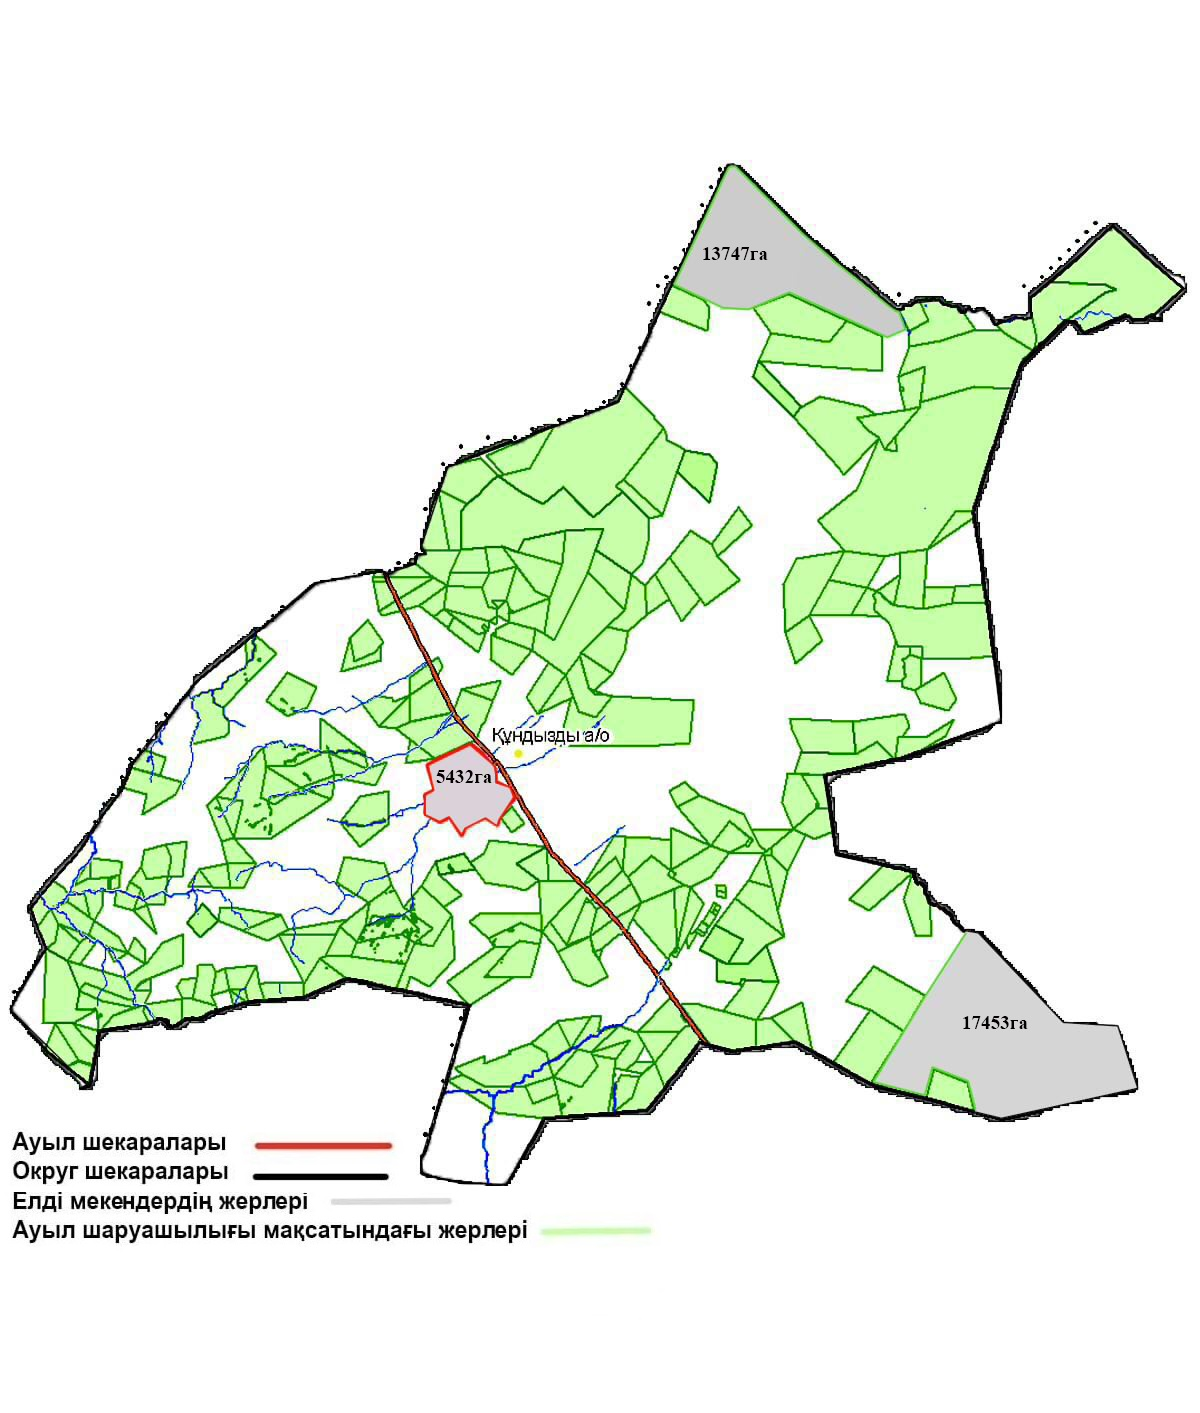 13747га
Құндызды а/о
5432га
17453га
Ауыл шекаралары
Округ шекаралары
Елді мекендердің жерлері
Ауыл шаруашылығы мақсатындағы жерлері